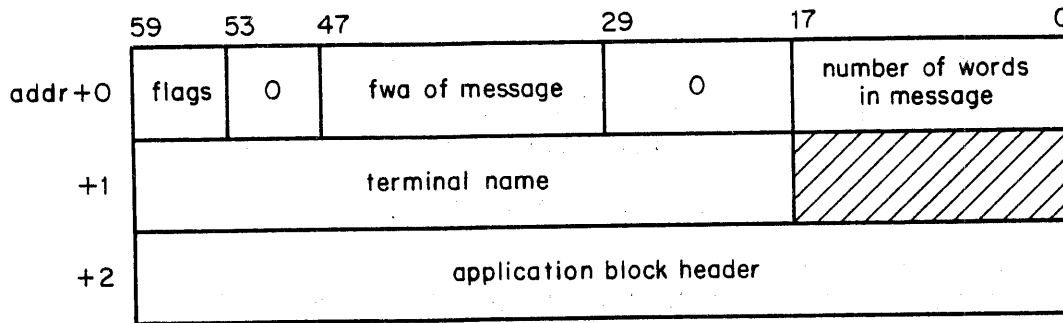 59 53 47 29 17 0
addr+0 flags 0 fwa of message 0 number of words
in message
+1 terminal name
+2 application block header